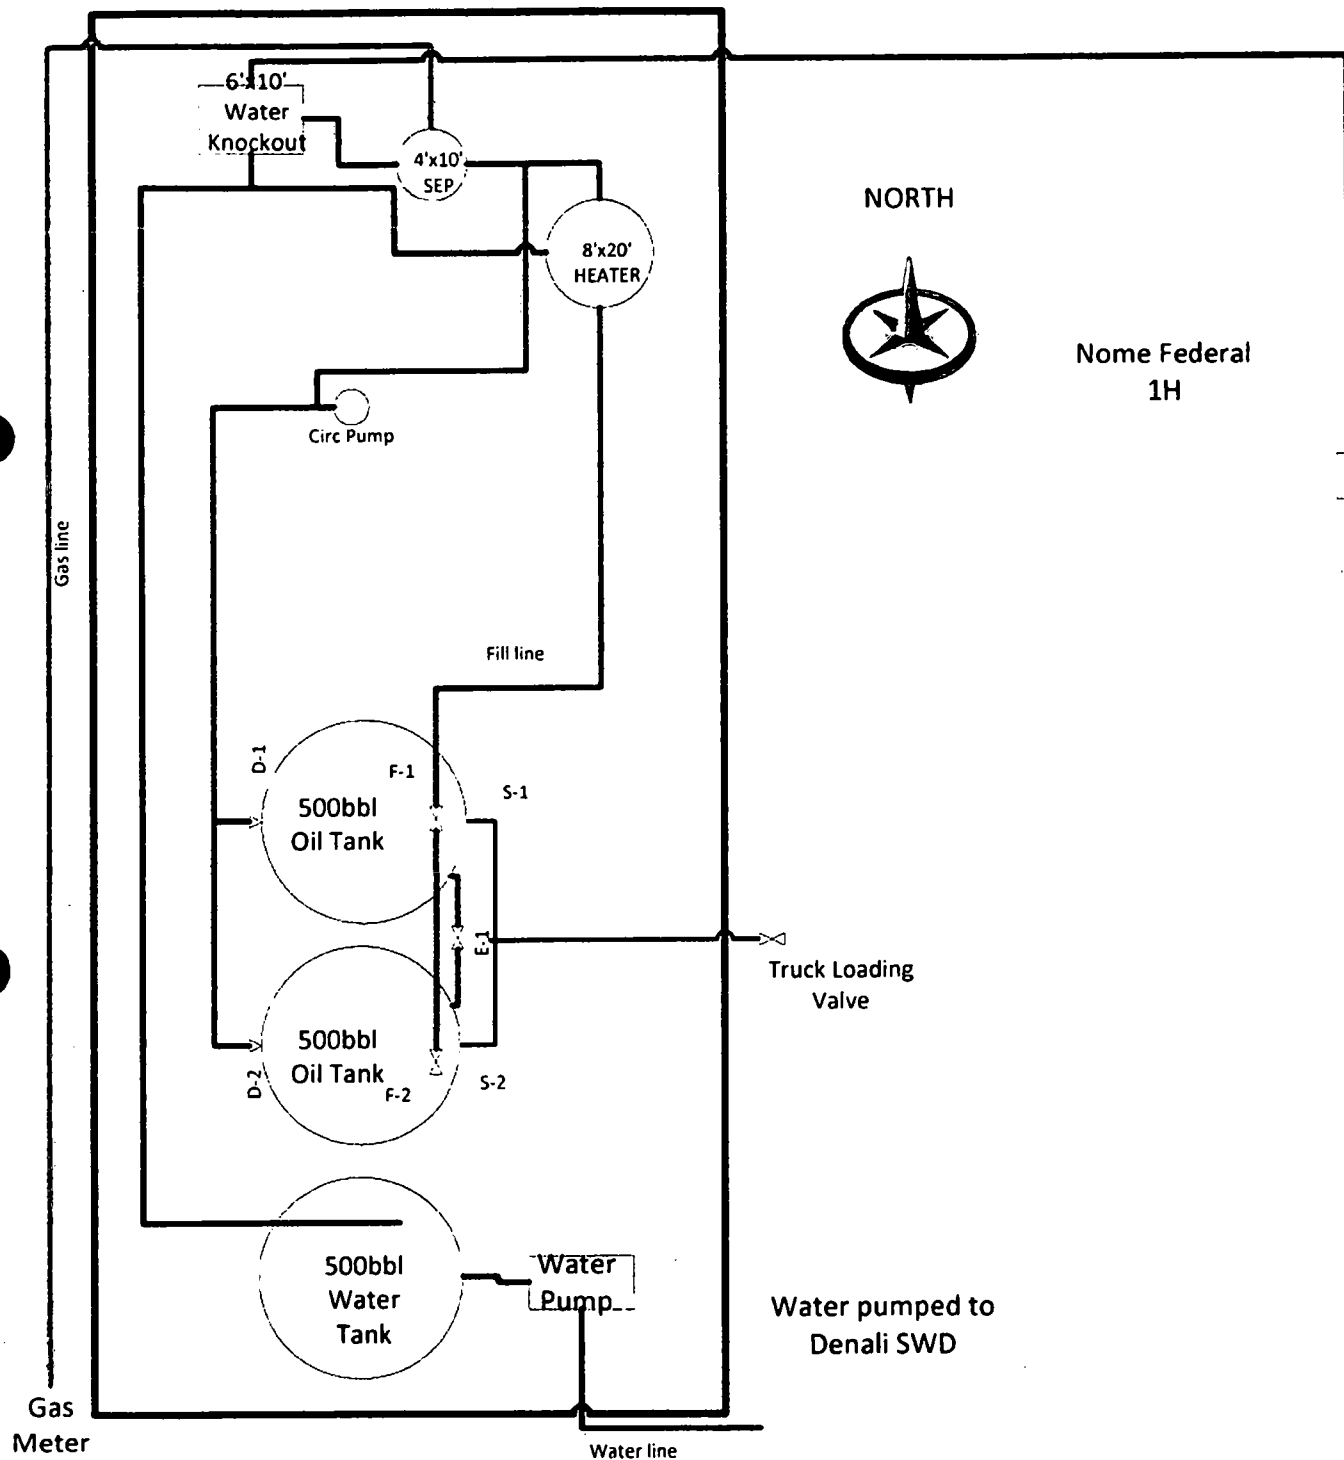 6'x10'
Water
Knockout
4'x10'
SEP
8'x20'
HEATER
NORTH
Nome Federal
1H
Circ Pump
Gas line
Fill line
D-1
F-1
S-1
500bbl
Oil Tank
E-1
Truck Loading
Valve
500bbl
Oil Tank
D-2
F-2
S-2
500bbl
Water
Tank
Water
Pump
Water pumped to
Denali SWD
Gas
Meter
Water line